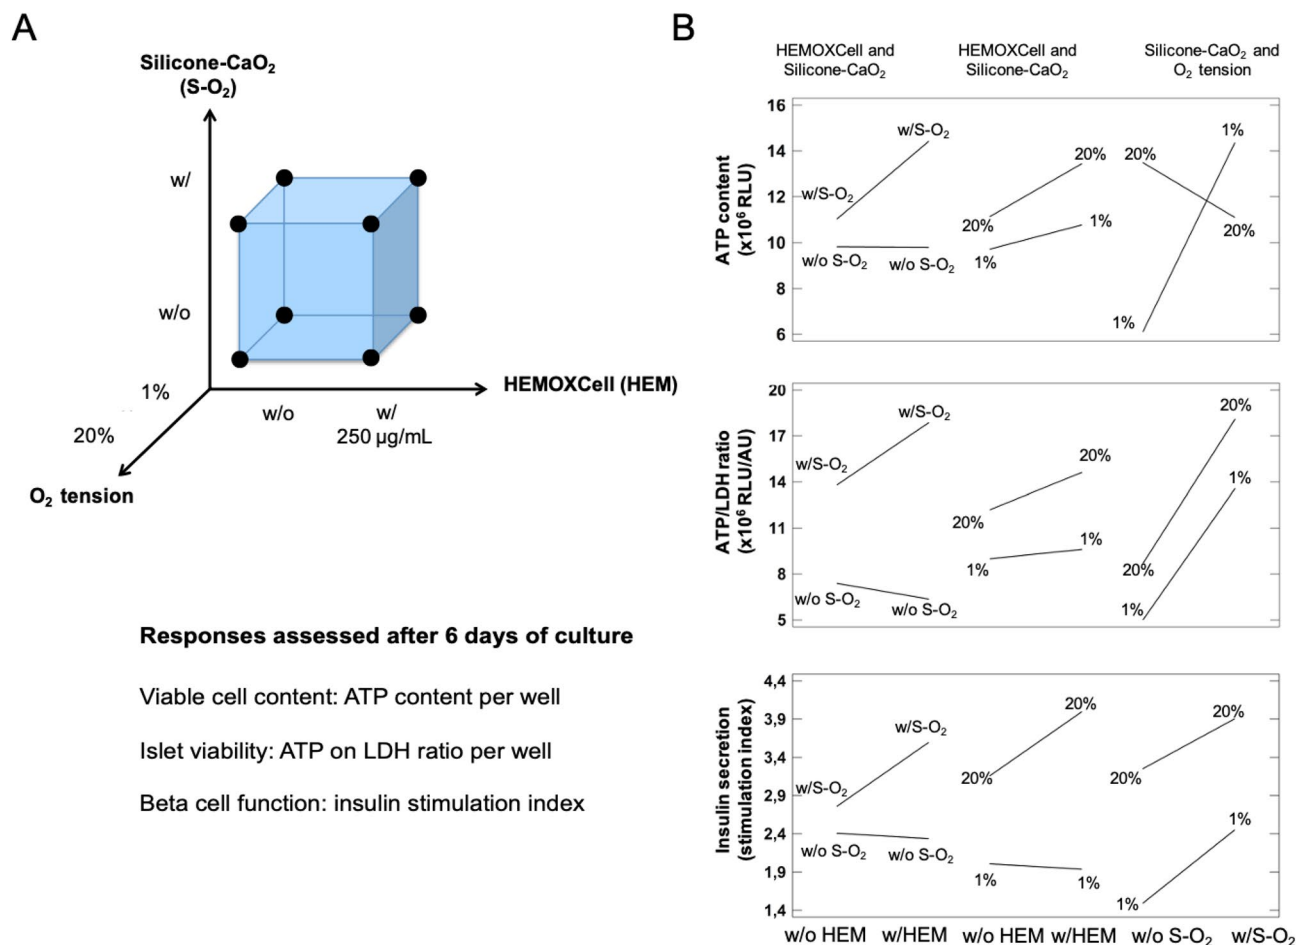 A
Silicone-CaO₂
(S-O₂)
w/
w/o
1%
20%
O₂ tension
w/o
w/
250 µg/mL
HEMOXCell (HEM)
Responses assessed after 6 days of culture
Viable cell content: ATP content per well
Islet viability: ATP on LDH ratio per well
Beta cell function: insulin stimulation index
B
HEMOXCell and
Silicone-CaO₂
HEMOXCell and
Silicone-CaO₂
Silicone-CaO₂ and
O₂ tension
ATP content
(x10⁶ RLU)
16
14
12
10
8
6
w/S-O₂
w/S-O₂
w/o S-O₂
w/o S-O₂
20%
20%
1%
1%
20%
20%
1%
1%
ATP/LDH ratio
(x10⁶ RLU/AU)
20
17
14
11
8
5
w/S-O₂
w/S-O₂
w/o S-O₂
w/o S-O₂
20%
20%
1%
1%
20%
20%
1%
1%
Insulin secretion
(stimulation index)
4,4
3,9
3,4
2,9
2,4
1,9
1,4
w/S-O₂
w/S-O₂
w/o S-O₂
w/o S-O₂
20%
20%
1%
1%
20%
20%
1%
1%
w/o HEM
w/HEM
w/o HEM
w/HEM
w/o S-O₂
w/S-O₂